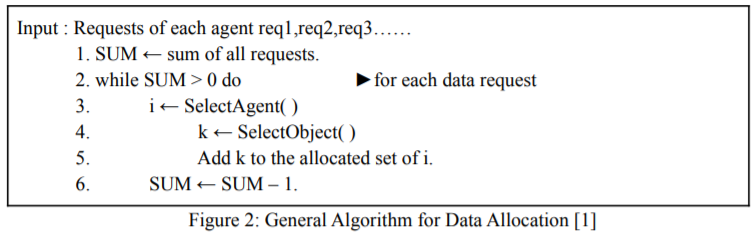 Input : Requests of each agent req1,req2,req3……
1. SUM ← sum of all requests.
2. while SUM > 0 do ►for each data request
3. i ← SelectAgent( )
4. k ← SelectObject( )
5. Add k to the allocated set of i.
6. SUM ← SUM – 1.
Figure 2: General Algorithm for Data Allocation [1]